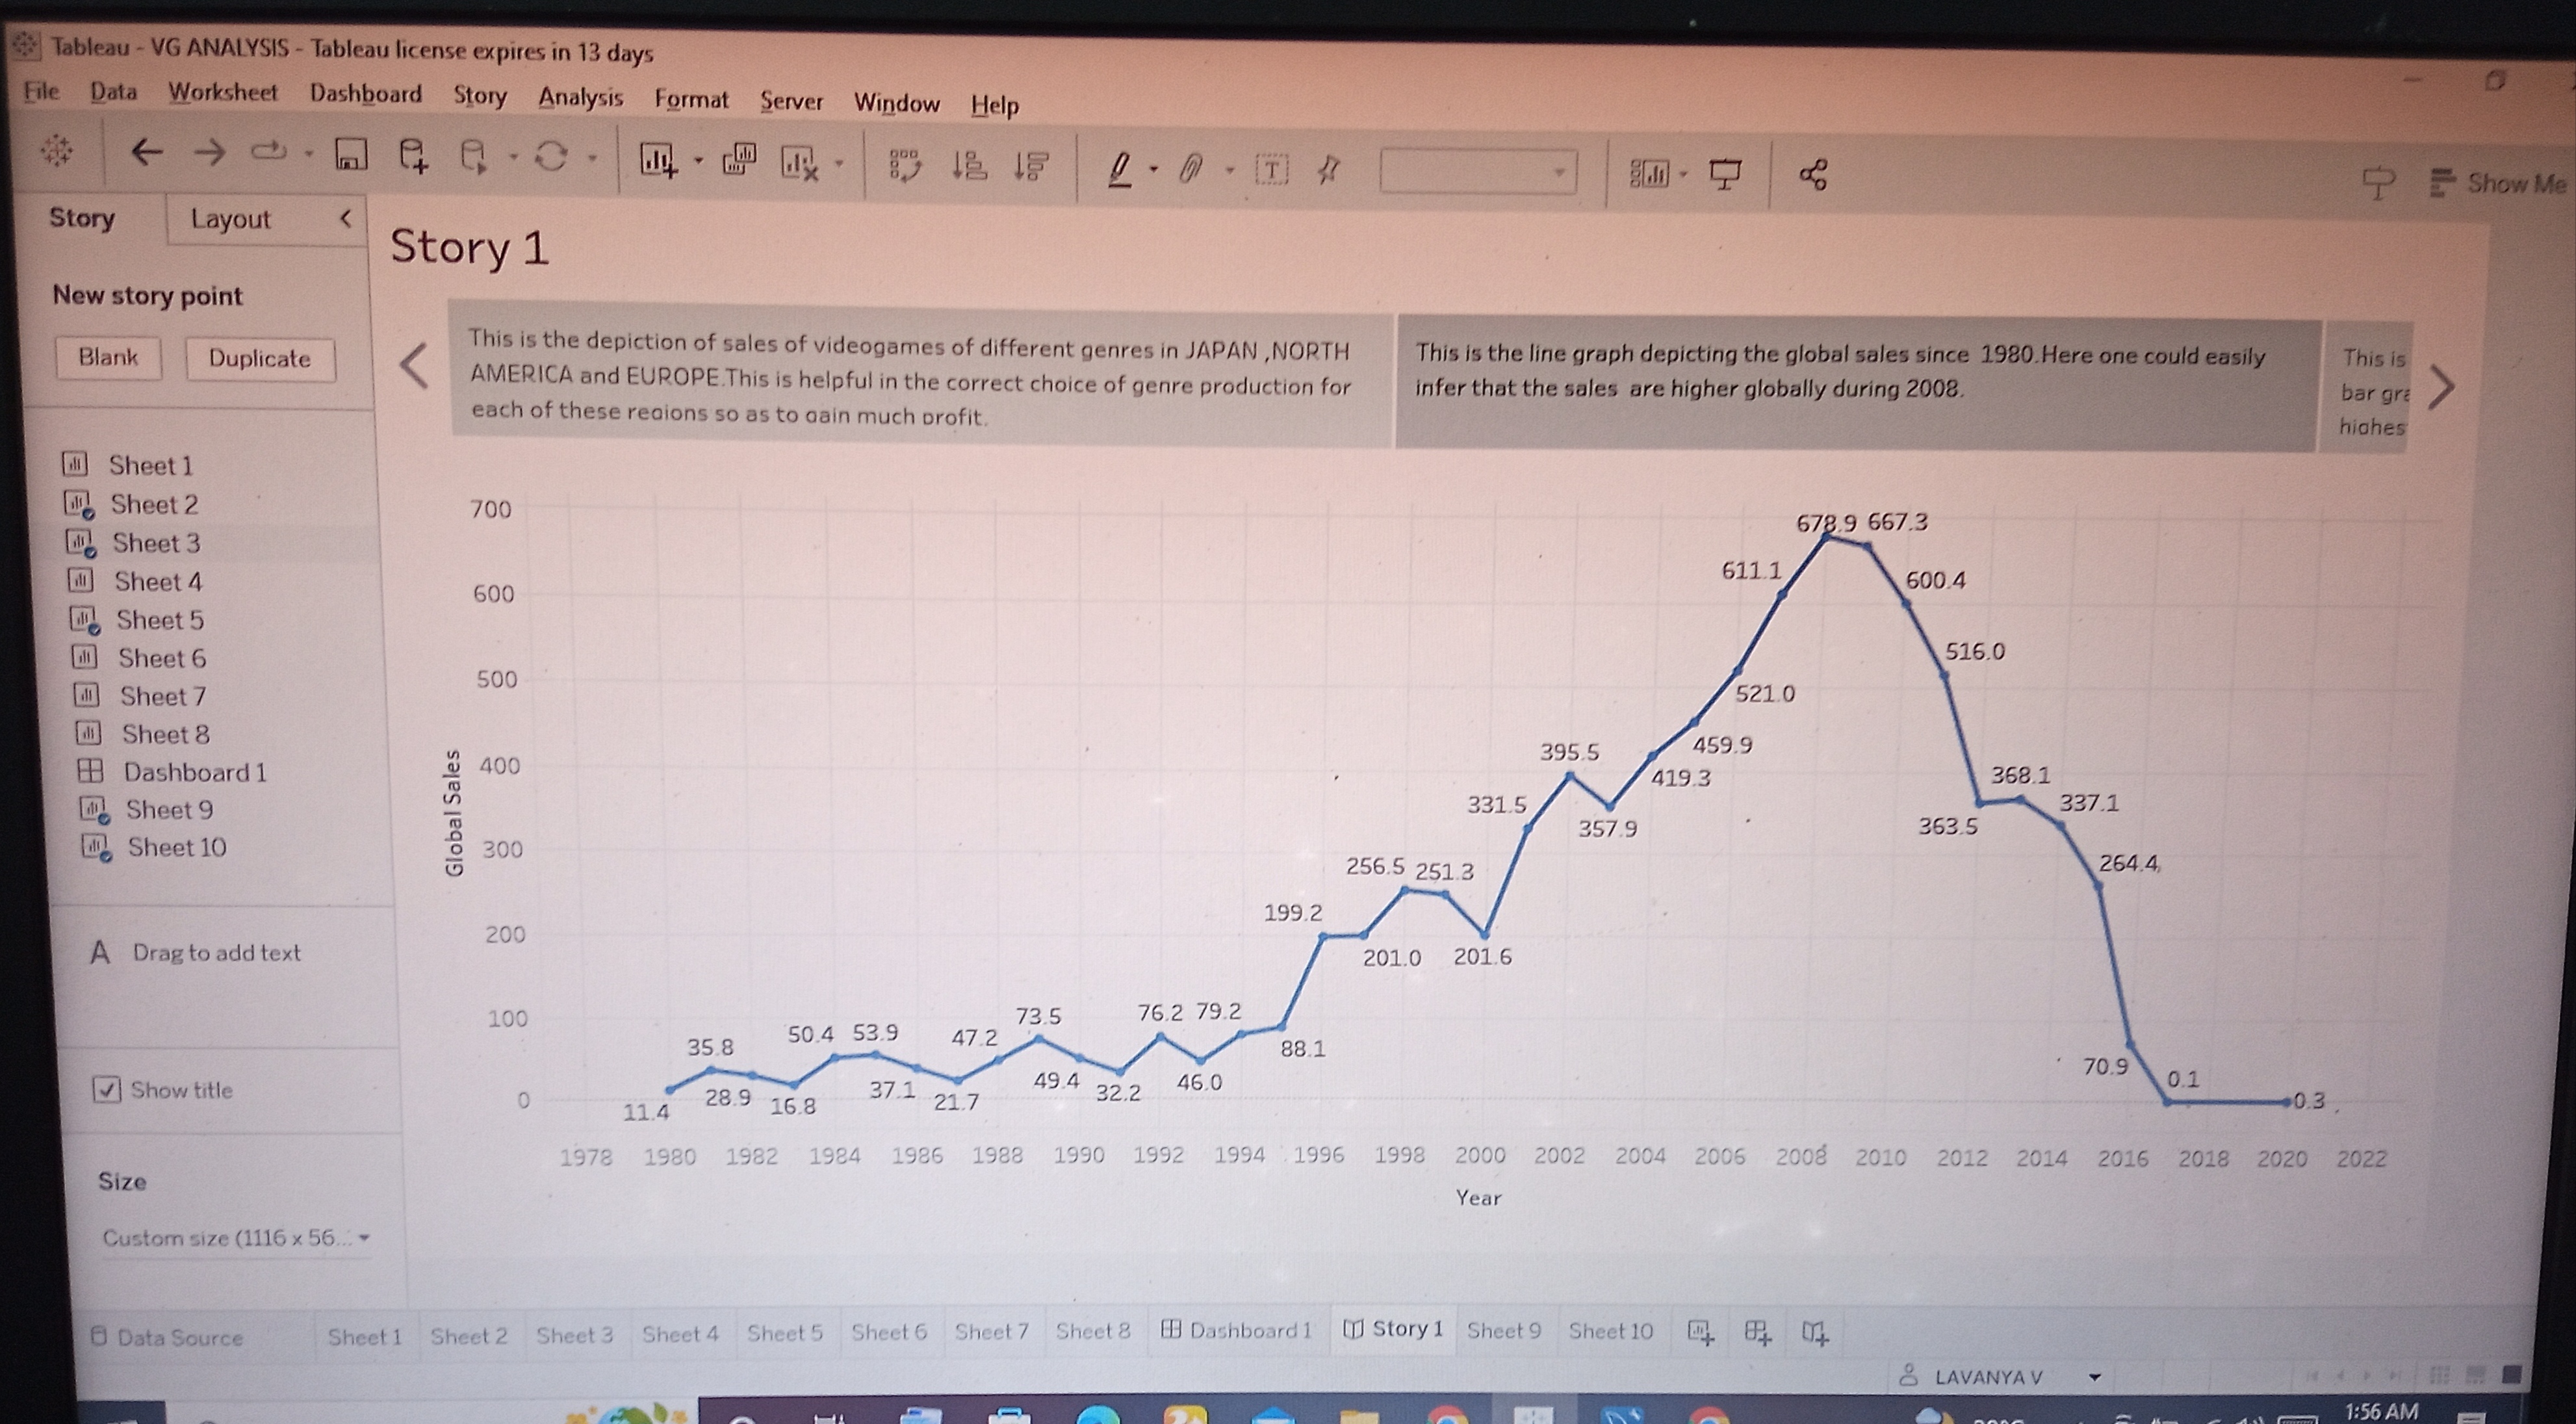 Tableau - VG ANALYSIS - Tableau license expires in 13 days
File Data Worksheet Dashboard Story Analysis Format Server Window Help
Show Me
Story Layout
New story point
Blank Duplicate
Sheet 1
Sheet 2
Sheet 3
Sheet 4
Sheet 5
Sheet 6
Sheet 7
Sheet 8
Dashboard 1
Sheet 9
Sheet 10
A Drag to add text
Show title
Size
Custom size (1116 x 56...
Story 1
This is the depiction of sales of videogames of different genres in JAPAN ,NORTH
AMERICA and EUROPE.This is helpful in the correct choice of genre production for
each of these regions so as to gain much profit.
This is the line graph depicting the global sales since 1980.Here one could easily
infer that the sales are higher globally during 2008.
This is
bar gra
highes
Global Sales
700
600
500
400
300
200
100
0
11.4
35.8
28.9
16.8
50.4
53.9
37.1
21.7
47.2
73.5
49.4
32.2
76.2
46.0
79.2
88.1
199.2
201.0
256.5
251.3
201.6
331.5
395.5
357.9
419.3
459.9
521.0
611.1
678.9
667.3
600.4
516.0
363.5
368.1
337.1
264.4
70.9
0.1
0.3
1978 1980 1982 1984 1986 1988 1990 1992 1994 1996 1998 2000 2002 2004 2006 2008 2010 2012 2014 2016 2018 2020 2022
Year
Data Source Sheet 1 Sheet 2 Sheet 3 Sheet 4 Sheet 5 Sheet 6 Sheet 7 Sheet 8 Dashboard 1 Story 1 Sheet 9 Sheet 10
LAVANYA V
1:56 AM